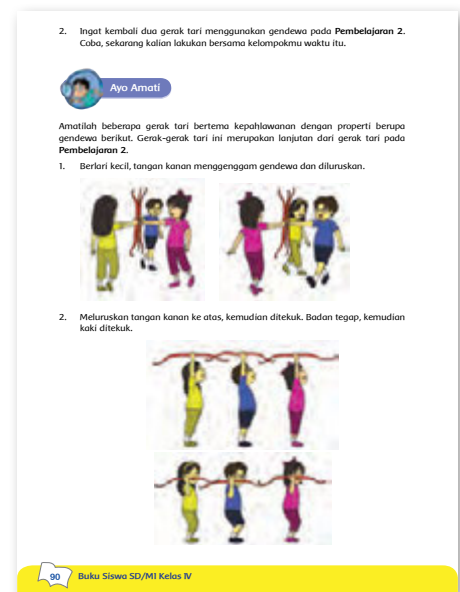 2. Ingat kembali dua gerak tari menggunakan gendewa pada Pembelajaran 2.
Coba, sekarang kalian lakukan bersama kelompokmu waktu itu.
Ayo Amati
Amatilah beberapa gerak tari bertema kepahlawanan dengan properti berupa
gendewa berikut. Gerak-gerak tari ini merupakan lanjutan dari gerak tari pada
Pembelajaran 2.
1. Berlari kecil, tangan kanan menggenggam gendewa dan diluruskan.
2. Meluruskan tangan kanan ke atas, kemudian ditekuk. Badan tegap, kemudian
kaki ditekuk.
90 Buku Siswa SD/MI Kelas IV